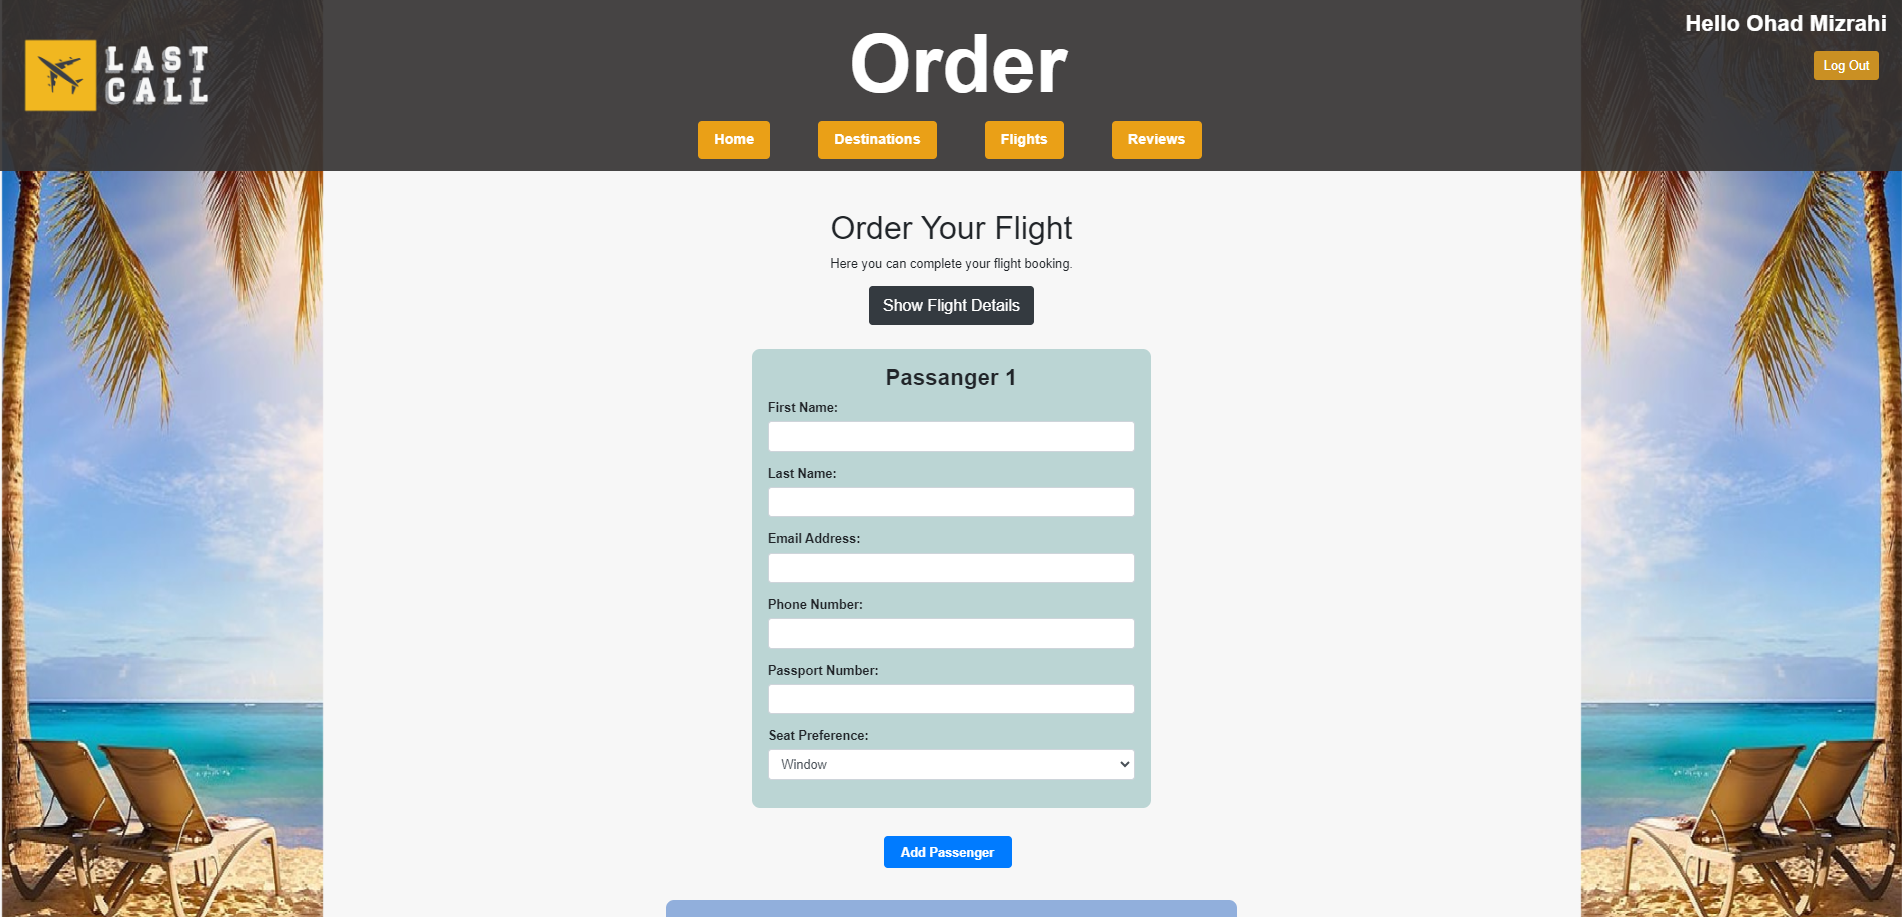 LAST
CALL
Order
Hello Ohad Mizrahi
Log Out
Home
Destinations
Flights
Reviews
Order Your Flight
Here you can complete your flight booking.
Show Flight Details
Passanger 1
First Name:
Last Name:
Email Address:
Phone Number:
Passport Number:
Seat Preference:
Window
Add Passenger